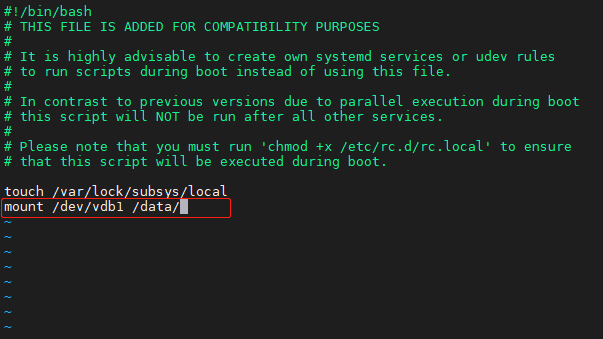 #!/bin/bash
# THIS FILE IS ADDED FOR COMPATIBILITY PURPOSES
#
# It is highly advisable to create own systemd services or udev rules
# to run scripts during boot instead of using this file.
#
# In contrast to previous versions due to parallel execution during boot
# this script will NOT be run after all other services.
#
# Please note that you must run 'chmod +x /etc/rc.d/rc.local' to ensure
# that this script will be executed during boot.

touch /var/lock/subsys/local
mount /dev/vdb1 /data/
~
~
~
~
~
~
~
~